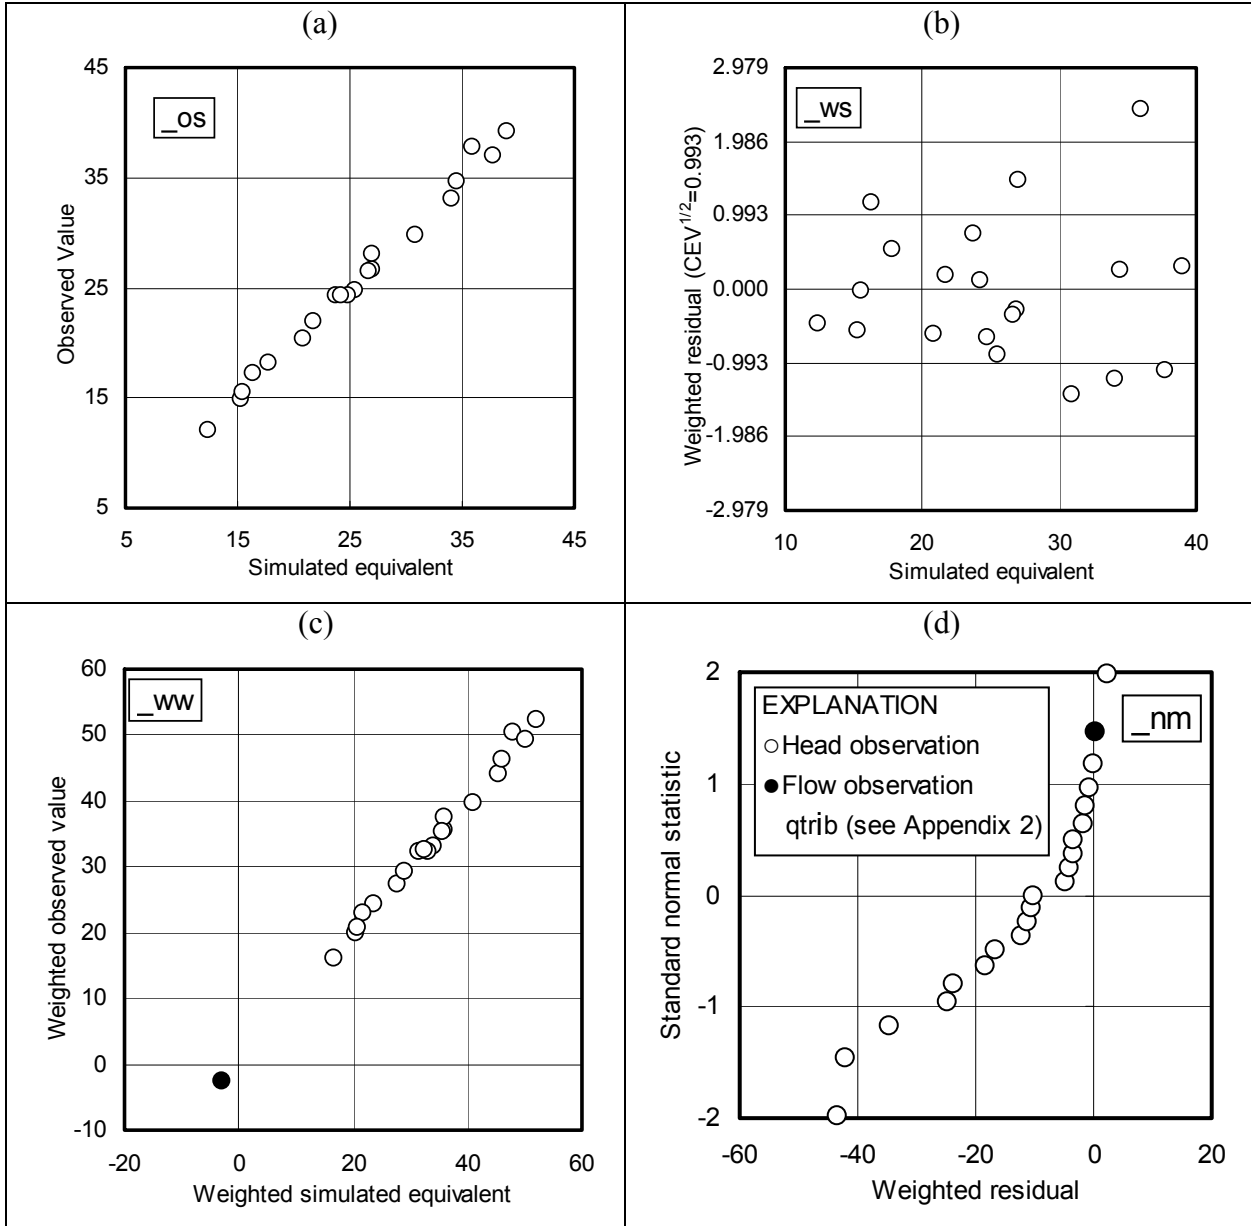 (a)
45
35
25
15
5
Observed Value
_os
5 15 25 35 45
Simulated equivalent
(b)
2.979
1.986
0.993
0.000
-0.993
-1.986
-2.979
Weighted residual (CEV1/2=0.993)
_ws
10 20 30 40
Simulated equivalent
(c)
60
50
40
30
20
10
0
-10
Weighted observed value
_ww
-20 0 20 40 60
Weighted simulated equivalent
(d)
2
1
0
-1
-2
Standard normal statistic
EXPLANATION
Head observation
Flow observation
qtrib (see Appendix 2)
_nm
-60 -40 -20 0 20
Weighted residual